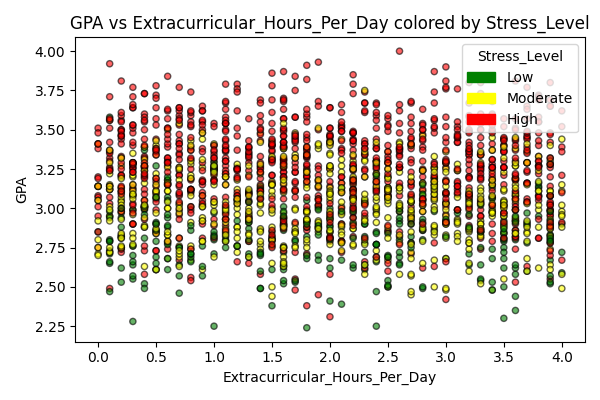 GPA vs Extracurricular_Hours_Per_Day colored by Stress_Level
GPA
4.00
3.75
3.50
3.25
3.00
2.75
2.50
2.25
Stress_Level
Low
Moderate
High
0.0 0.5 1.0 1.5 2.0 2.5 3.0 3.5 4.0
Extracurricular_Hours_Per_Day